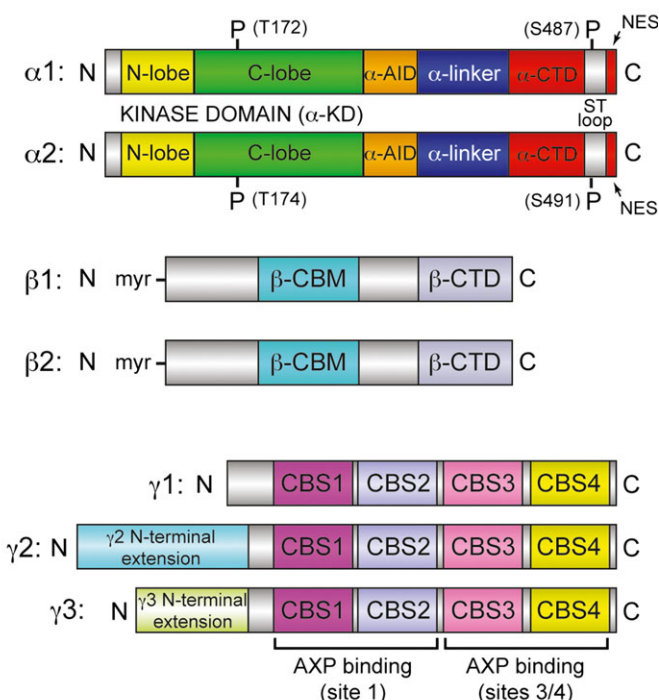 P (T172) (S487) P NES
α1: N N-lobe C-lobe α-AID α-linker α-CTD C
KINASE DOMAIN (α-KD) ST
loop
α2: N N-lobe C-lobe α-AID α-linker α-CTD C
P (T174) (S491) P NES
β1: N myr β-CBM β-CTD C
β2: N myr β-CBM β-CTD C
γ1: N CBS1 CBS2 CBS3 CBS4 C
γ2: N γ2 N-terminal
extension CBS1 CBS2 CBS3 CBS4 C
γ3: N γ3 N-terminal
extension CBS1 CBS2 CBS3 CBS4 C
AXP binding AXP binding
(site 1) (sites 3/4)